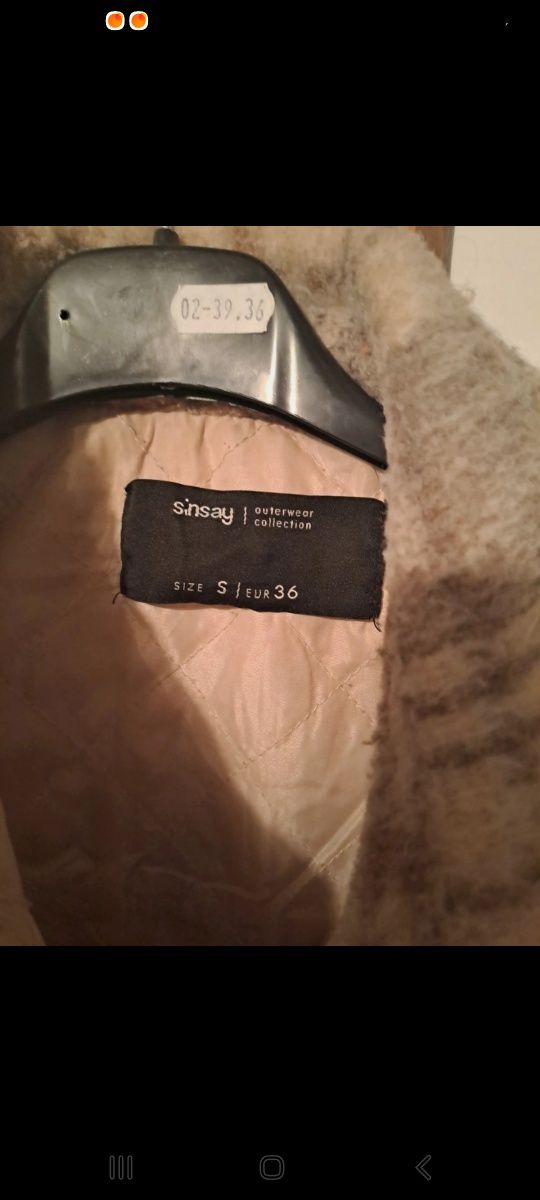 02-39.36
sinsay | outerwear
collection
SIZE S | EUR 36